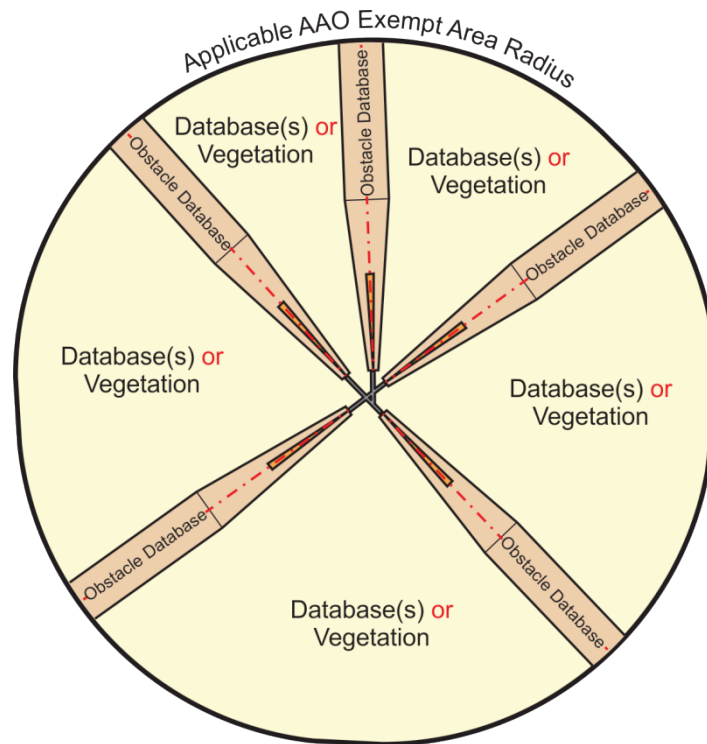 Applicable AAO Exempt Area Radius
Database(s) or
Vegetation
Database(s) or
Vegetation
Obstacle Database
Obstacle Database
Obstacle Database
Database(s) or
Vegetation
Database(s) or
Vegetation
Obstacle Database
Obstacle Database
Database(s) or
Vegetation